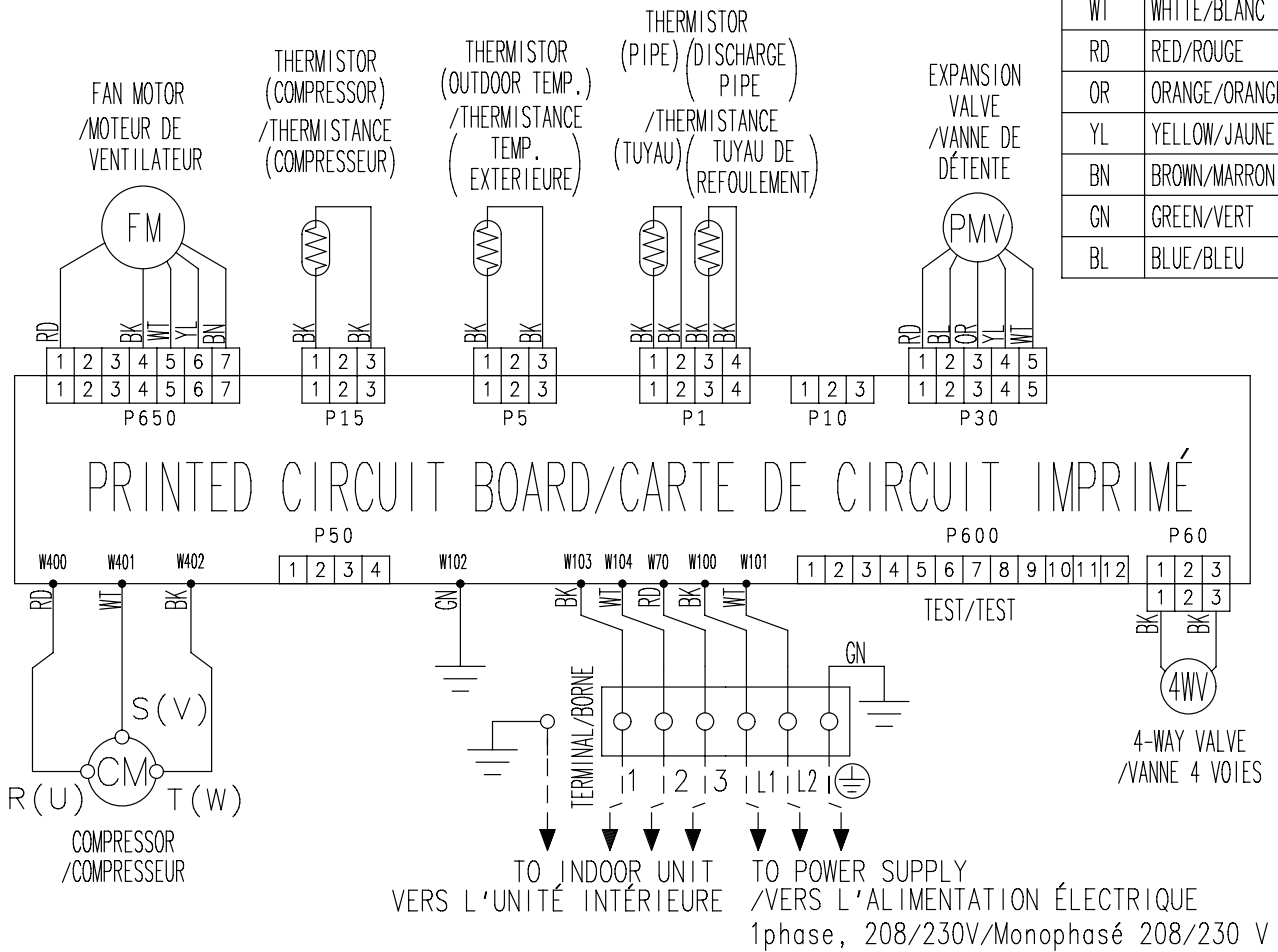 WT WHITE/BLANC
RD RED/ROUGE
OR ORANGE/ORANGE
YL YELLOW/JAUNE
BN BROWN/MARRON
GN GREEN/VERT
BL BLUE/BLEU
FAN MOTOR
/MOTEUR DE
VENTILATEUR
THERMISTOR
(COMPRESSOR)
/THERMISTANCE
(COMPRESSEUR)
THERMISTOR
(OUTDOOR TEMP.)
/THERMISTANCE
(TEMP.
EXTERIEURE)
THERMISTOR
(PIPE) (DISCHARGE
PIPE)
/THERMISTANCE
(TUYAU) (TUYAU DE
REFOULEMENT)
EXPANSION
VALVE
/VANNE DE
DÉTENTE
FM
PMV
RD BK WT YL BN
BK BK
BK BK
BK BK BK BK
RD BL OR YL WT
1 2 3 4 5 6 7
1 2 3
1 2 3
1 2 3 4
1 2 3 4 5
1 2 3 4 5 6 7
1 2 3
1 2 3
1 2 3 4
1 2 3
1 2 3 4 5
P650
P15
P5
P1
P10
P30
PRINTED CIRCUIT BOARD/CARTE DE CIRCUIT IMPRIMÉ
P50
P600
P60
W400 W401 W402
1 2 3 4
W102
W103 W104 W70 W100 W101
1 2 3 4 5 6 7 8 9 10 11 12
1 2 3
1 2 3
TEST/TEST
RD WT BK
GN
BK WT RD BK WT
BK BK
GN
TERMINAL/BORNE
1 2 3 L1 L2
S(V)
CM
R(U) T(W)
COMPRESSOR
/COMPRESSEUR
4WV
4-WAY VALVE
/VANNE 4 VOIES
TO INDOOR UNIT
VERS L'UNITÉ INTÉRIEURE
TO POWER SUPPLY
/VERS L'ALIMENTATION ÉLECTRIQUE
1phase, 208/230V/Monophasé 208/230 V